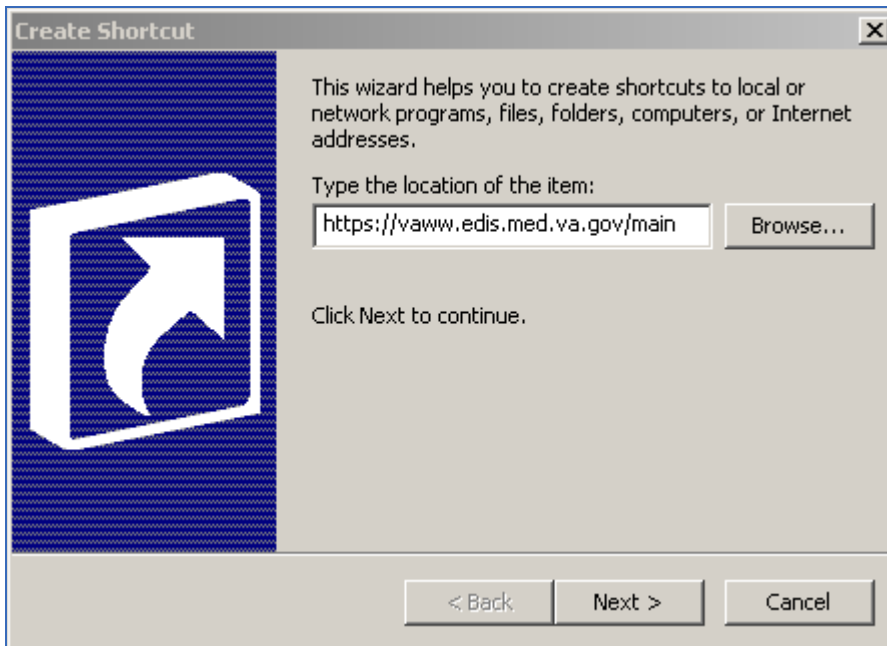 Create Shortcut
This wizard helps you to create shortcuts to local or
network programs, files, folders, computers, or Internet
addresses.
Type the location of the item:
https://vaww.edis.med.va.gov/main
Browse...
Click Next to continue.
< Back
Next >
Cancel